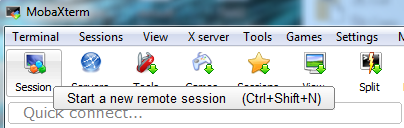 MobaXterm
Terminal Sessions View X server Tools Games Settings
Session Servers Tools Games Sessions View Split
Start a new remote session (Ctrl+Shift+N)
Quick connect...